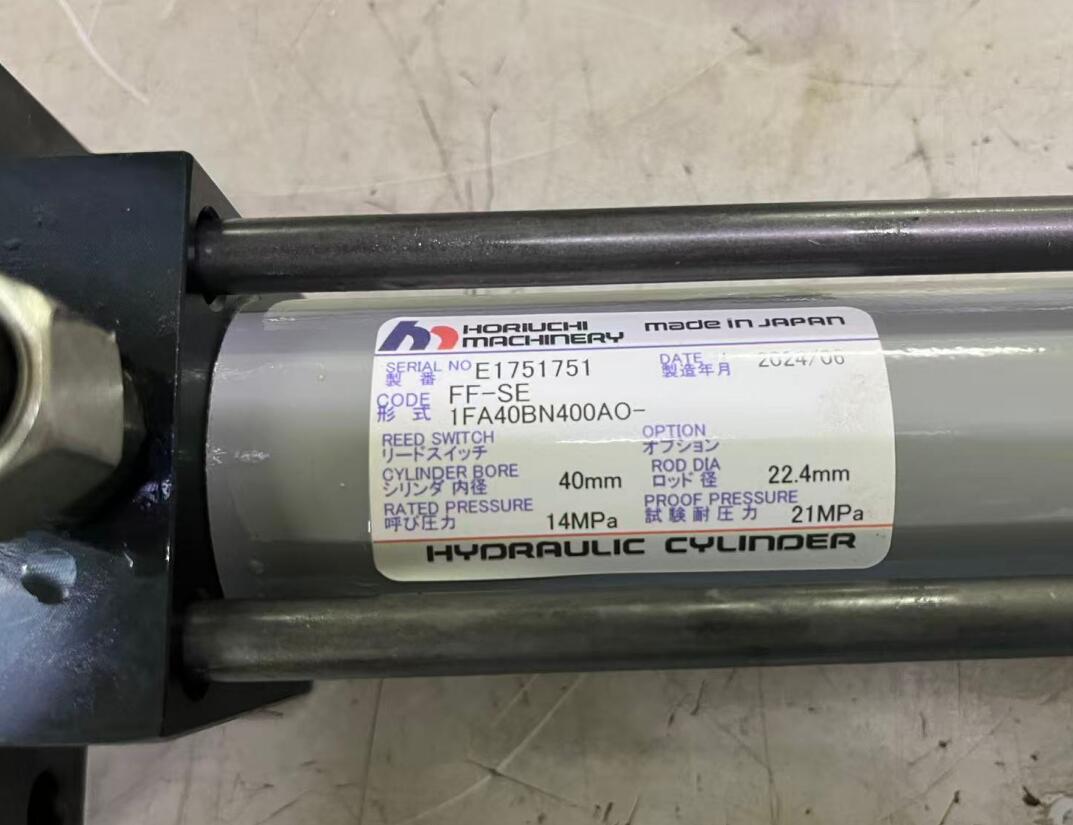 HORIUCHI
MACHINERY
made in JAPAN
SERIAL NO E1751751
製番
DATE 2024/06
製造年月
CODE FF-SE
形式 1FA40BN400AO-
REED SWITCH
リードスイッチ
OPTION
オプション
CYLINDER BORE
シリンダ内径 40mm
ROD DIA
ロッド径 22.4mm
RATED PRESSURE
呼び圧力 14MPa
PROOF PRESSURE
試験耐圧力 21MPa
HYDRAULIC CYLINDER